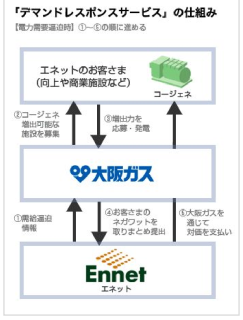 「デマンドレスポンスサービス」の仕組み
【電力需要逼迫時】①~⑤の順に進める
エネットのお客さま
(向上や商業施設など)
コージェネ
②コージェネ
増出可能な
施設を募集
③増出力を
応募・発電
大阪ガス
①需給逼迫
情報
④お客さまの
ネガワットを
取りまとめ提出
⑤大阪ガスを
通じて
対価を支払い
Ennet
エネット